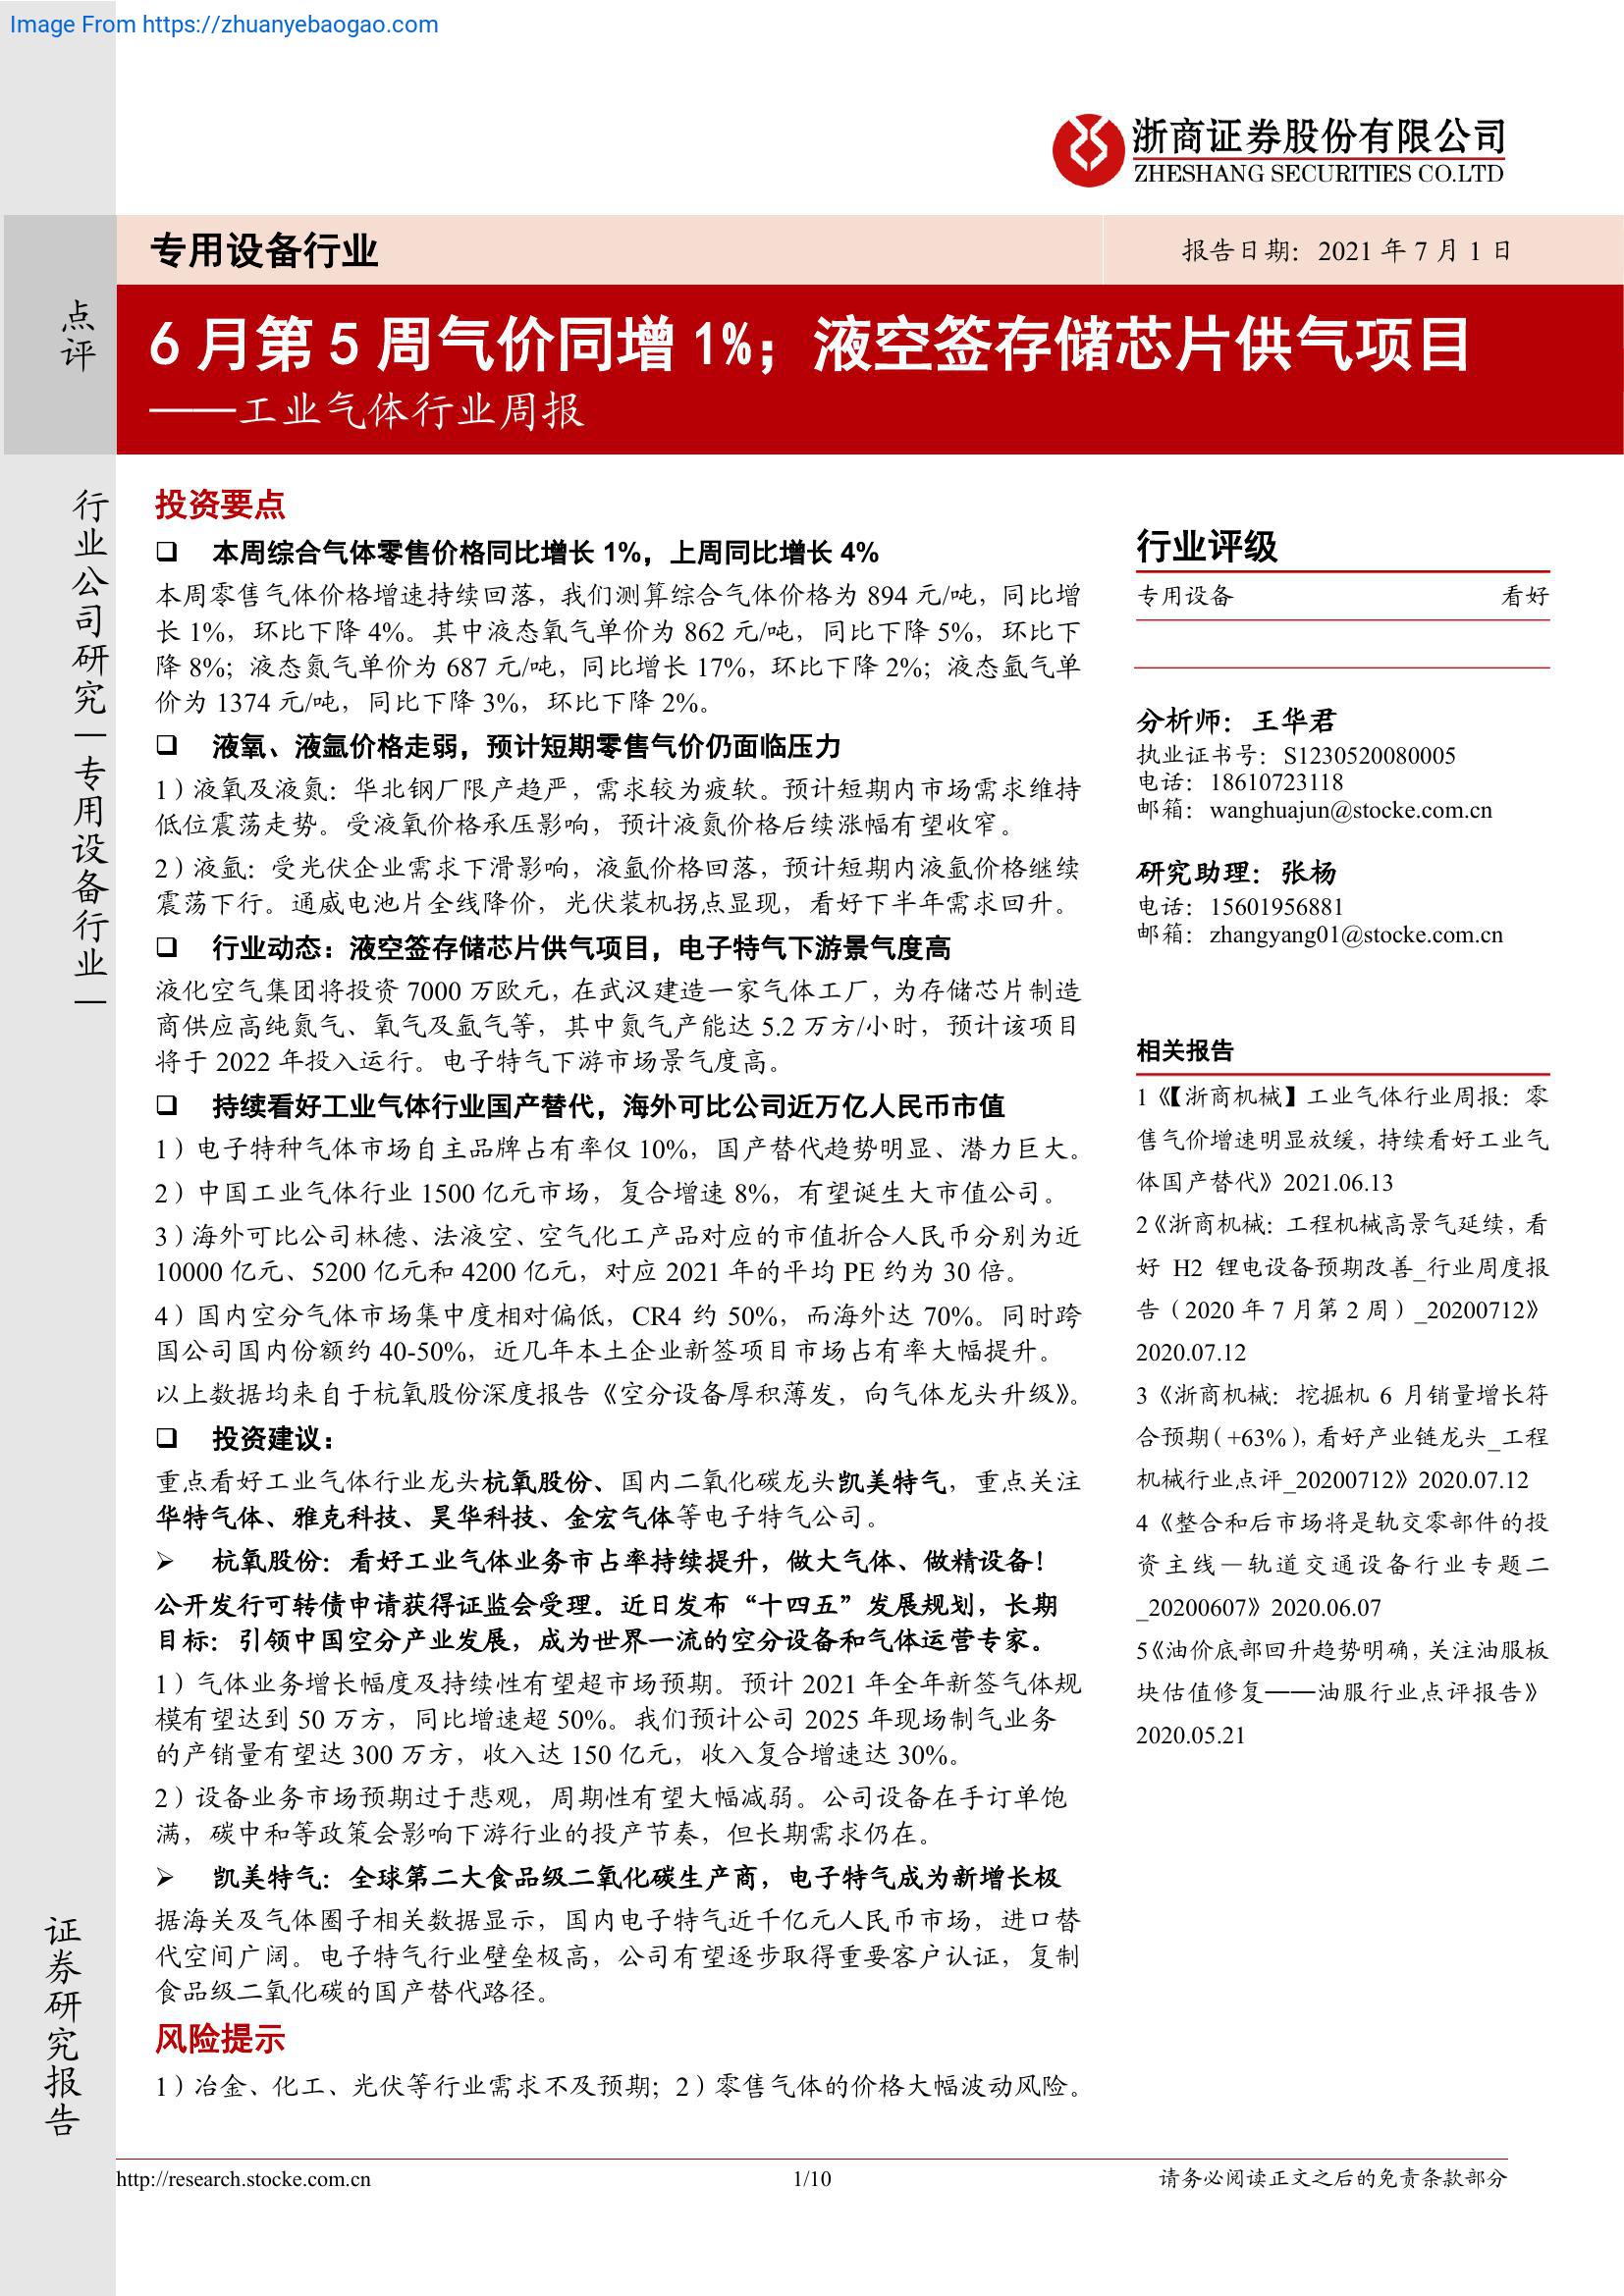 Image From https://zhuanyebaogao.com
浙商证券股份有限公司
ZHESHANG SECURITIES CO.LTD
专用设备行业
报告日期：2021 年 7 月 1 日
点评
6 月第 5 周气价同增 1%；液空签存储芯片供气项目
——工业气体行业周报
行业公司研究｜专用设备行业｜
投资要点
❑ 本周综合气体零售价格同比增长 1%，上周同比增长 4%
本周零售气体价格增速持续回落，我们测算综合气体价格为 894 元/吨，同比增
长 1%，环比下降 4%。其中液态氧气单价为 862 元/吨，同比下降 5%，环比下
降 8%；液态氮气单价为 687 元/吨，同比增长 17%，环比下降 2%；液态氩气单
价为 1374 元/吨，同比下降 3%，环比下降 2%。
❑ 液氧、液氩价格走弱，预计短期零售气价仍面临压力
1）液氧及液氮：华北钢厂限产趋严，需求较为疲软。预计短期内市场需求维持
低位震荡走势。受液氧价格承压影响，预计液氮价格后续涨幅有望收窄。
2）液氩：受光伏企业需求下滑影响，液氩价格回落，预计短期内液氩价格继续
震荡下行。通威电池片全线降价，光伏装机拐点显现，看好下半年需求回升。
❑ 行业动态：液空签存储芯片供气项目，电子特气下游景气度高
液化空气集团将投资 7000 万欧元，在武汉建造一家气体工厂，为存储芯片制造
商供应高纯氮气、氧气及氩气等，其中氮气产能达 5.2 万方/小时，预计该项目
将于 2022 年投入运行。电子特气下游市场景气度高。
❑ 持续看好工业气体行业国产替代，海外可比公司近万亿人民币市值
1）电子特种气体市场自主品牌占有率仅 10%，国产替代趋势明显、潜力巨大。
2）中国工业气体行业 1500 亿元市场，复合增速 8%，有望诞生大市值公司。
3）海外可比公司林德、法液空、空气化工产品对应的市值折合人民币分别为近
10000 亿元、5200 亿元和 4200 亿元，对应 2021 年的平均 PE 约为 30 倍。
4）国内空分气体市场集中度相对偏低，CR4 约 50%，而海外达 70%。同时跨
国公司国内份额约 40-50%，近几年本土企业新签项目市场占有率大幅提升。
以上数据均来自于杭氧股份深度报告《空分设备厚积薄发，向气体龙头升级》。
❑ 投资建议：
重点看好工业气体行业龙头杭氧股份、国内二氧化碳龙头凯美特气，重点关注
华特气体、雅克科技、昊华科技、金宏气体等电子特气公司。
➢ 杭氧股份：看好工业气体业务市占率持续提升，做大气体、做精设备！
公开发行可转债申请获得证监会受理。近日发布“十四五”发展规划，长期
目标：引领中国空分产业发展，成为世界一流的空分设备和气体运营专家。
1）气体业务增长幅度及持续性有望超市场预期。预计 2021 年全年新签气体规
模有望达到 50 万方，同比增速超 50%。我们预计公司 2025 年现场制气业务
的产销量有望达 300 万方，收入达 150 亿元，收入复合增速达 30%。
2）设备业务市场预期过于悲观，周期性有望大幅减弱。公司设备在手订单饱
满，碳中和等政策会影响下游行业的投产节奏，但长期需求仍在。
➢ 凯美特气：全球第二大食品级二氧化碳生产商，电子特气成为新增长极
据海关及气体圈子相关数据显示，国内电子特气近千亿元人民币市场，进口替
代空间广阔。电子特气行业壁垒极高，公司有望逐步取得重要客户认证，复制
食品级二氧化碳的国产替代路径。
风险提示
1）冶金、化工、光伏等行业需求不及预期；2）零售气体的价格大幅波动风险。
行业评级
专用设备 看好
分析师：王华君
执业证书号：S1230520080005
电话：18610723118
邮箱：wanghuajun@stocke.com.cn
研究助理：张杨
电话：15601956881
邮箱：zhangyang01@stocke.com.cn
相关报告
1《【浙商机械】工业气体行业周报：零
售气价增速明显放缓，持续看好工业气
体国产替代》2021.06.13
2《浙商机械：工程机械高景气延续，看
好 H2 锂电设备预期改善_行业周度报
告（2020 年 7 月第 2 周）_20200712》
2020.07.12
3《浙商机械：挖掘机 6 月销量增长符
合预期（+63%），看好产业链龙头_工程
机械行业点评_20200712》2020.07.12
4《整合和后市场将是轨交零部件的投
资主线－轨道交通设备行业专题二
_20200607》2020.06.07
5《油价底部回升趋势明确，关注油服板
块估值修复——油服行业点评报告》
2020.05.21
证券研究报告
http://research.stocke.com.cn
1/10
请务必阅读正文之后的免责条款部分